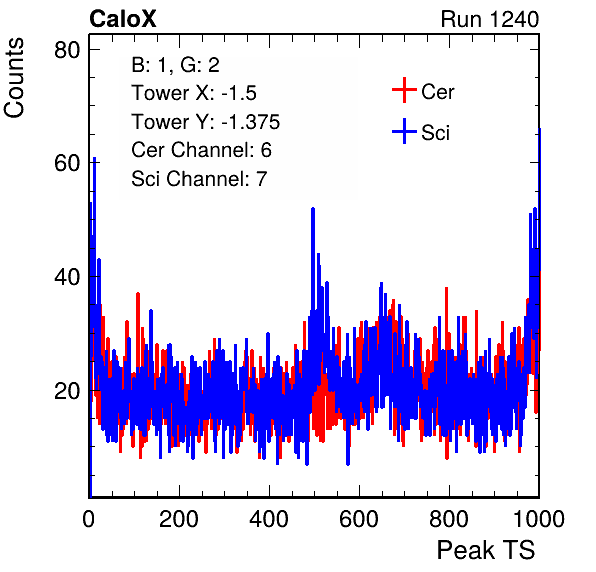 CaloX Run 1240
Counts
80
60
40
20
B: 1, G: 2
Tower X: -1.5
Tower Y: -1.375
Cer Channel: 6
Sci Channel: 7
Cer
Sci
0 200 400 600 800 1000
Peak TS